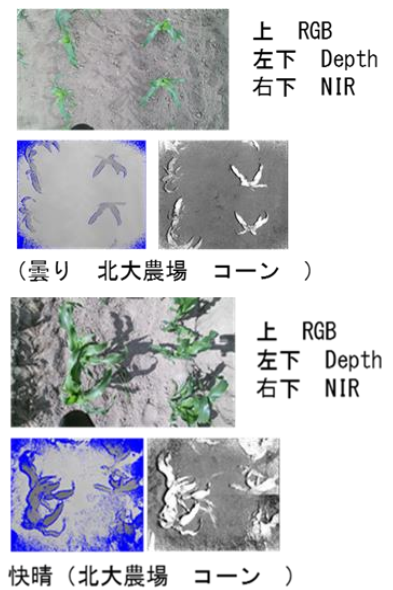 上　RGB
左下　Depth
右下　NIR
（曇り　北大農場　コーン　）
上　RGB
左下　Depth
右下　NIR
快晴（北大農場　コーン　）